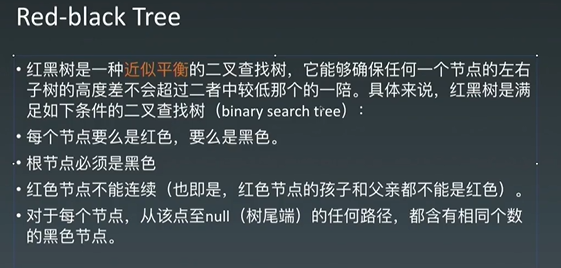 Red-black Tree
• 红黑树是一种近似平衡的二叉查找树，它能够确保任何一个节点的左右
子树的高度差不会超过二者中较低那个的一陪。具体来说，红黑树是满
足如下条件的二叉查找树（binary search tree）：
• 每个节点要么是红色，要么是黑色。
• 根节点必须是黑色
• 红色节点不能连续（也即是，红色节点的孩子和父亲都不能是红色）。
• 对于每个节点，从该点至null（树尾端）的任何路径，都含有相同个数
的黑色节点。